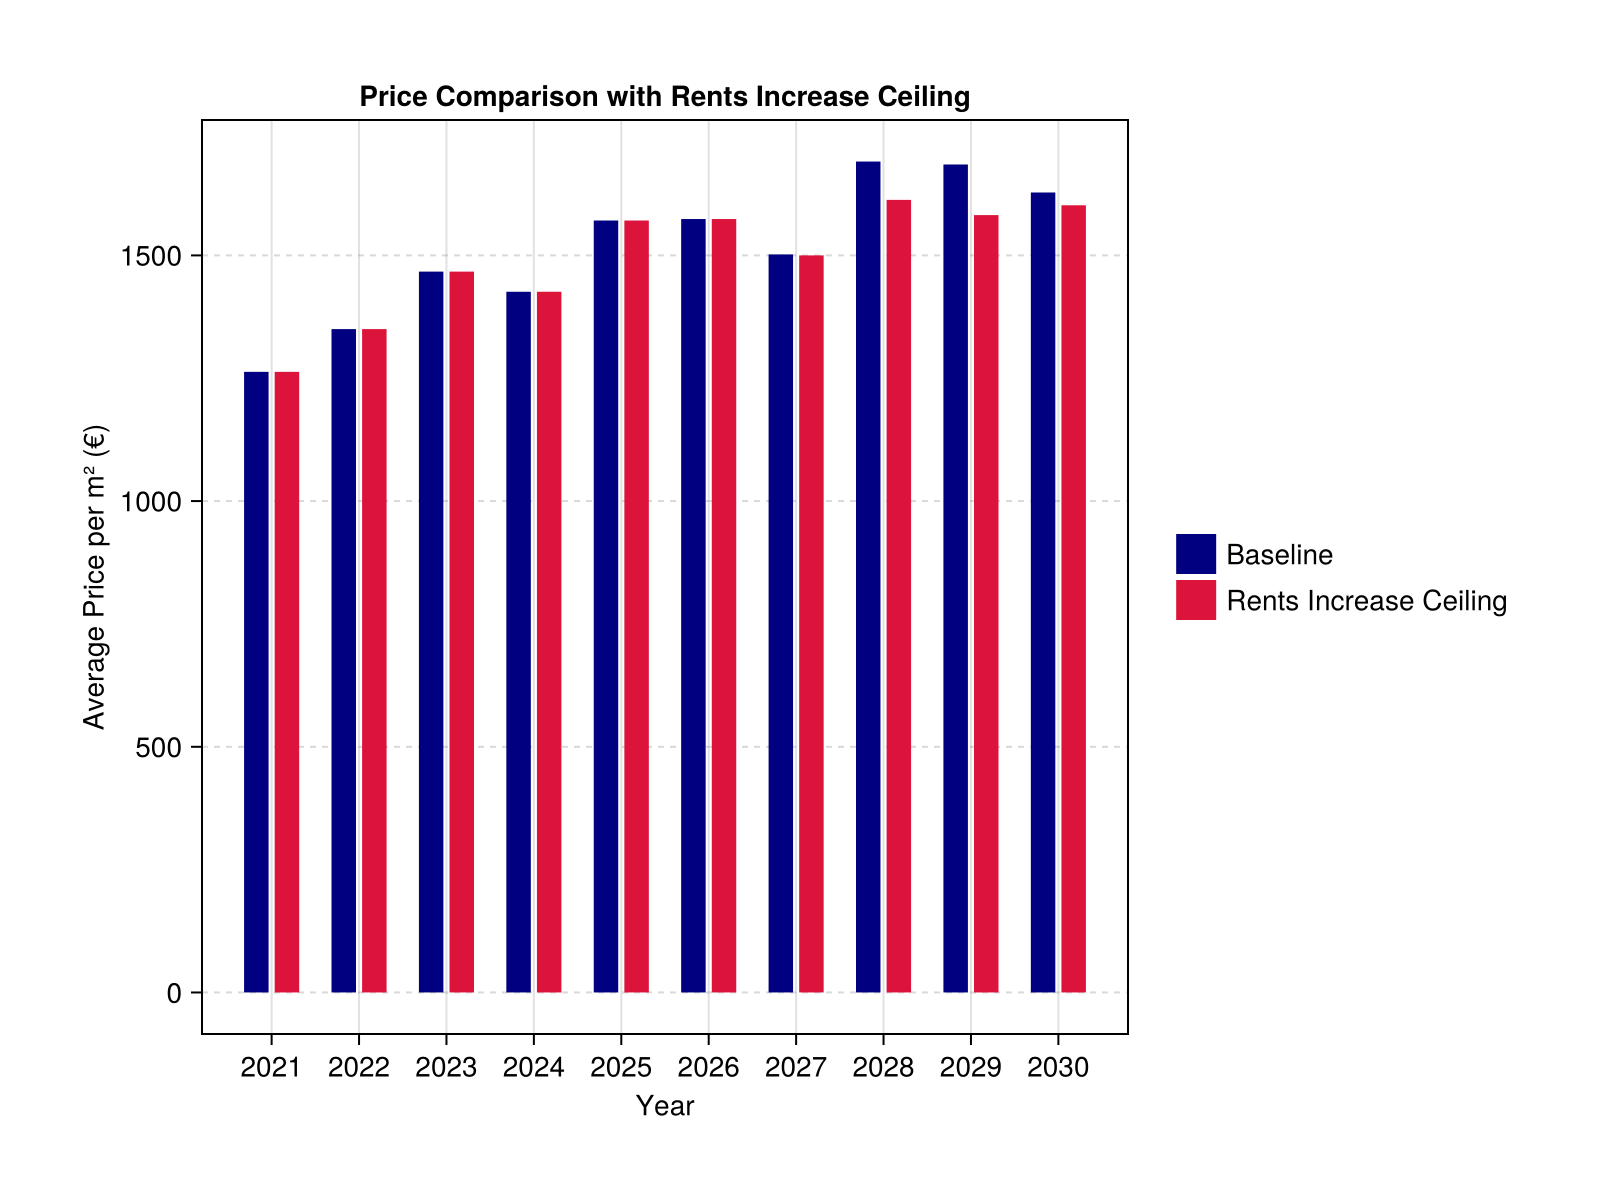 Price Comparison with Rents Increase Ceiling
Average Price per m² (€)
1500
1000
500
0
2021 2022 2023 2024 2025 2026 2027 2028 2029 2030
Year
Baseline
Rents Increase Ceiling